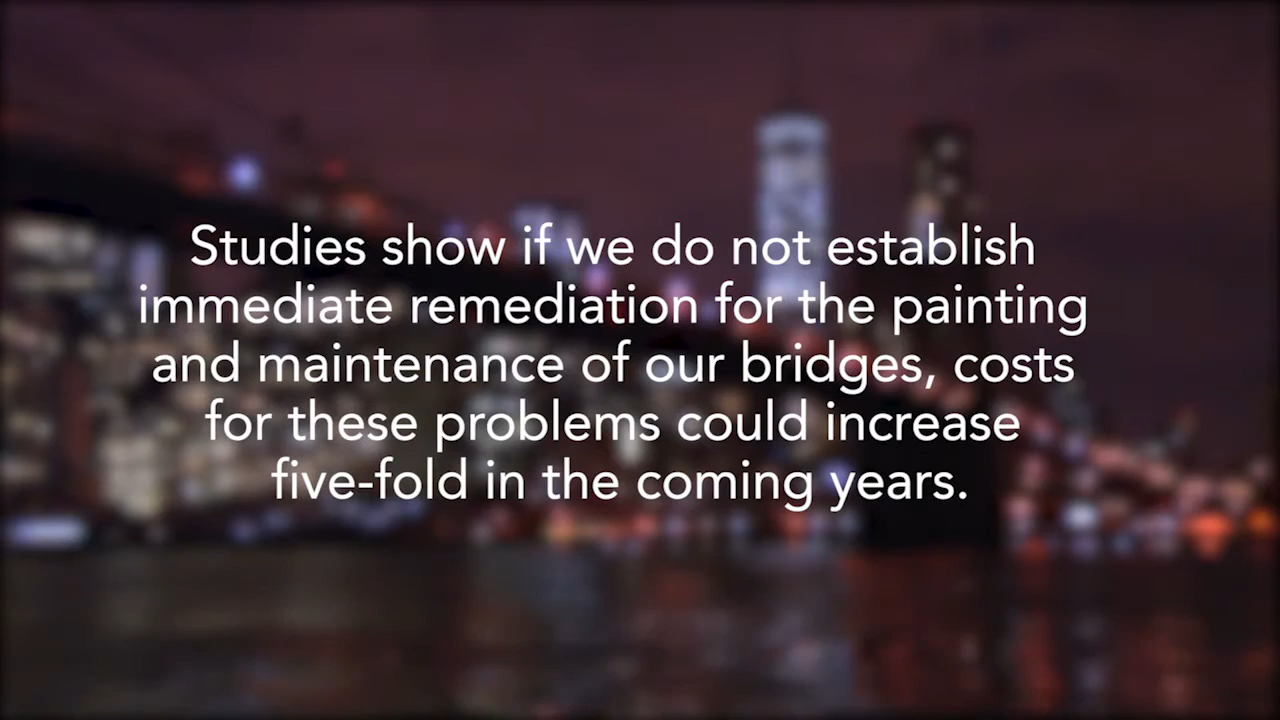 Studies show if we do not establish
immediate remediation for the painting
and maintenance of our bridges, costs
for these problems could increase
five-fold in the coming years.